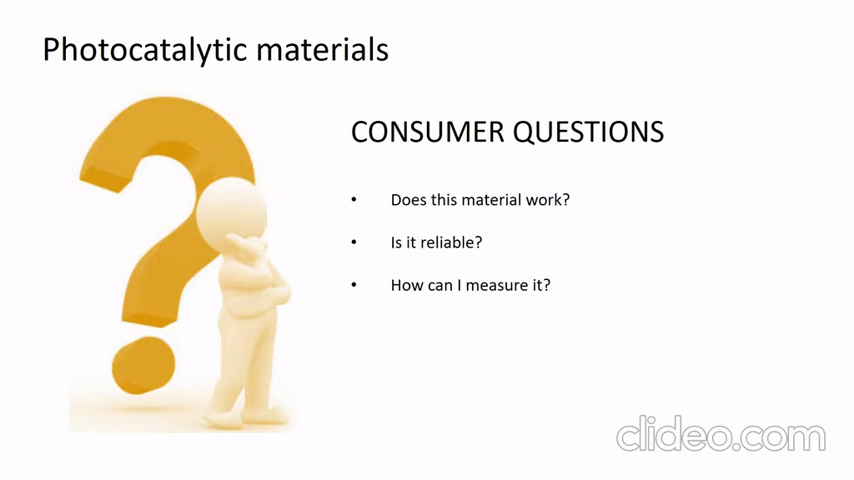 Photocatalytic materials
CONSUMER QUESTIONS
• Does this material work?
• Is it reliable?
• How can I measure it?
clideo.com